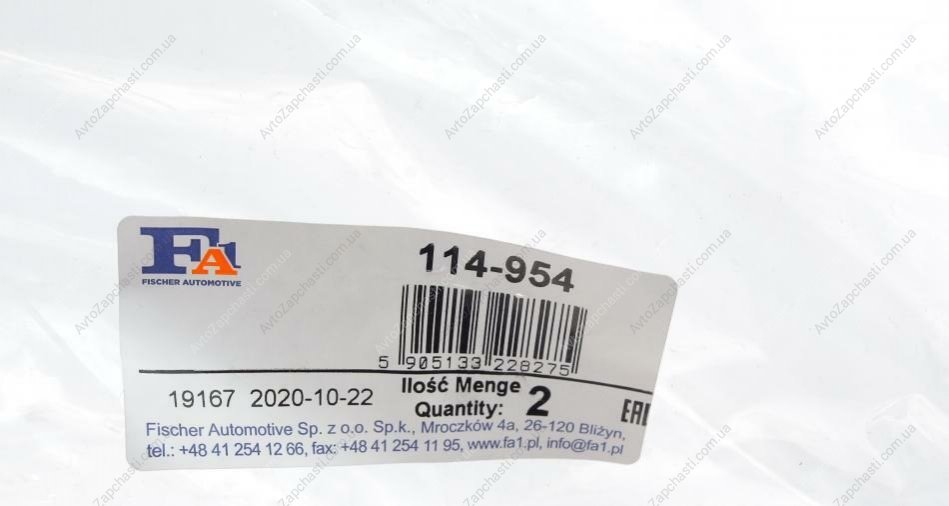 FA1
FISCHER AUTOMOTIVE
114-954
5 905133 228275
19167 2020-10-22
Ilość Menge
Quantity: 2
EAC
Fischer Automotive Sp. z o.o. Sp.k., Mroczków 4a, 26-120 Bliżyn,
tel.: +48 41 254 12 66, fax: +48 41 254 11 95, www.fa1.pl, info@fa1.pl
AvtoZapchasti.com.ua